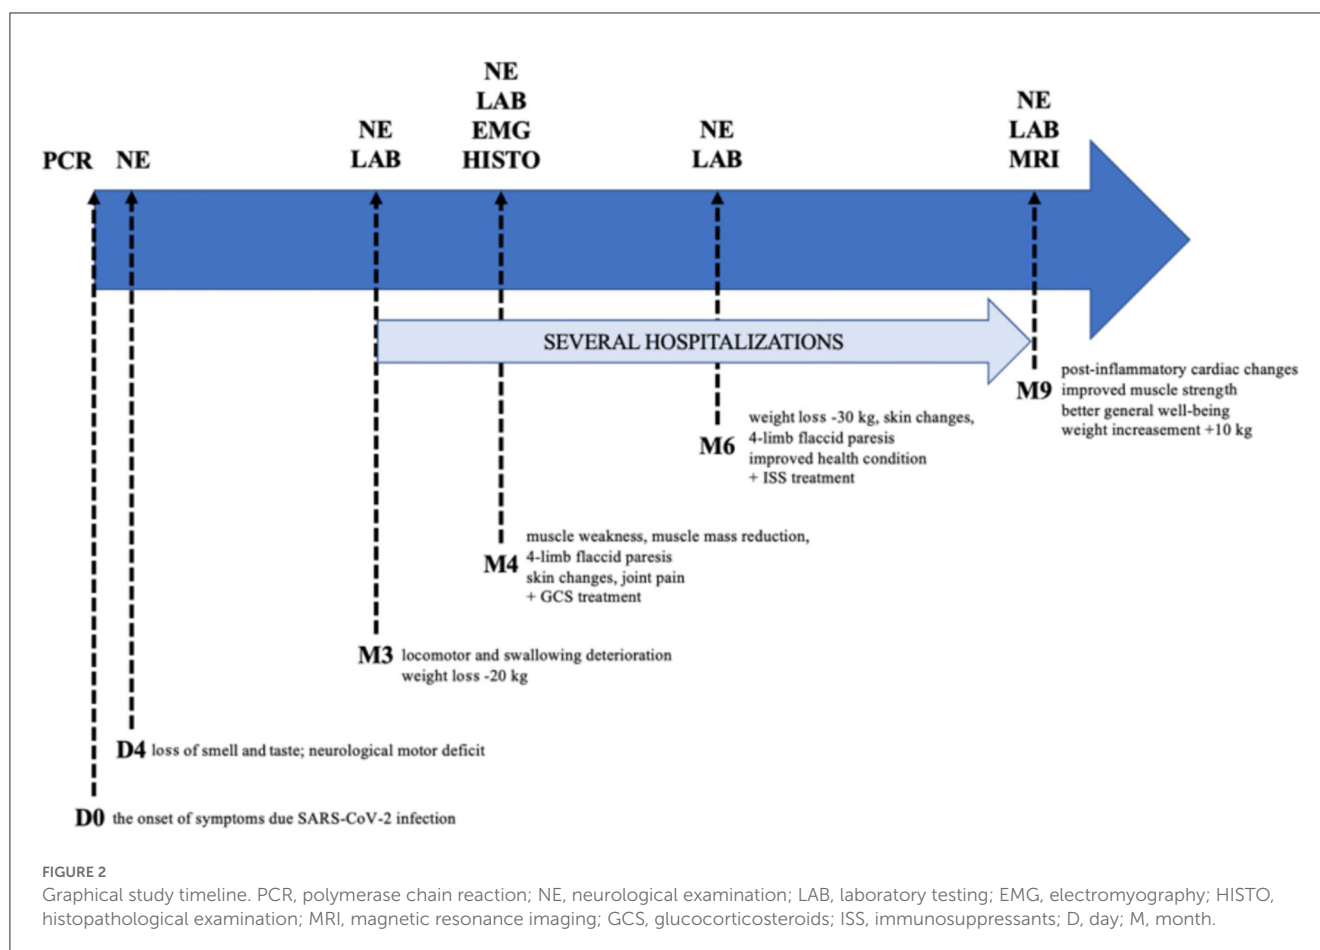 NE
LAB
EMG
HISTO
NE
LAB
MRI
NE
LAB
NE
LAB
PCR NE
SEVERAL HOSPITALIZATIONS
M9 post-inflammatory cardiac changes
improved muscle strength
better general well-being
weight increasement +10 kg
M6 weight loss -30 kg, skin changes,
4-limb flaccid paresis
improved health condition
+ ISS treatment
M4 muscle weakness, muscle mass reduction,
4-limb flaccid paresis
skin changes, joint pain
+ GCS treatment
M3 locomotor and swallowing deterioration
weight loss -20 kg
D4 loss of smell and taste; neurological motor deficit
D0 the onset of symptoms due SARS-CoV-2 infection
FIGURE 2
Graphical study timeline. PCR, polymerase chain reaction; NE, neurological examination; LAB, laboratory testing; EMG, electromyography; HISTO,
histopathological examination; MRI, magnetic resonance imaging; GCS, glucocorticosteroids; ISS, immunosuppressants; D, day; M, month.